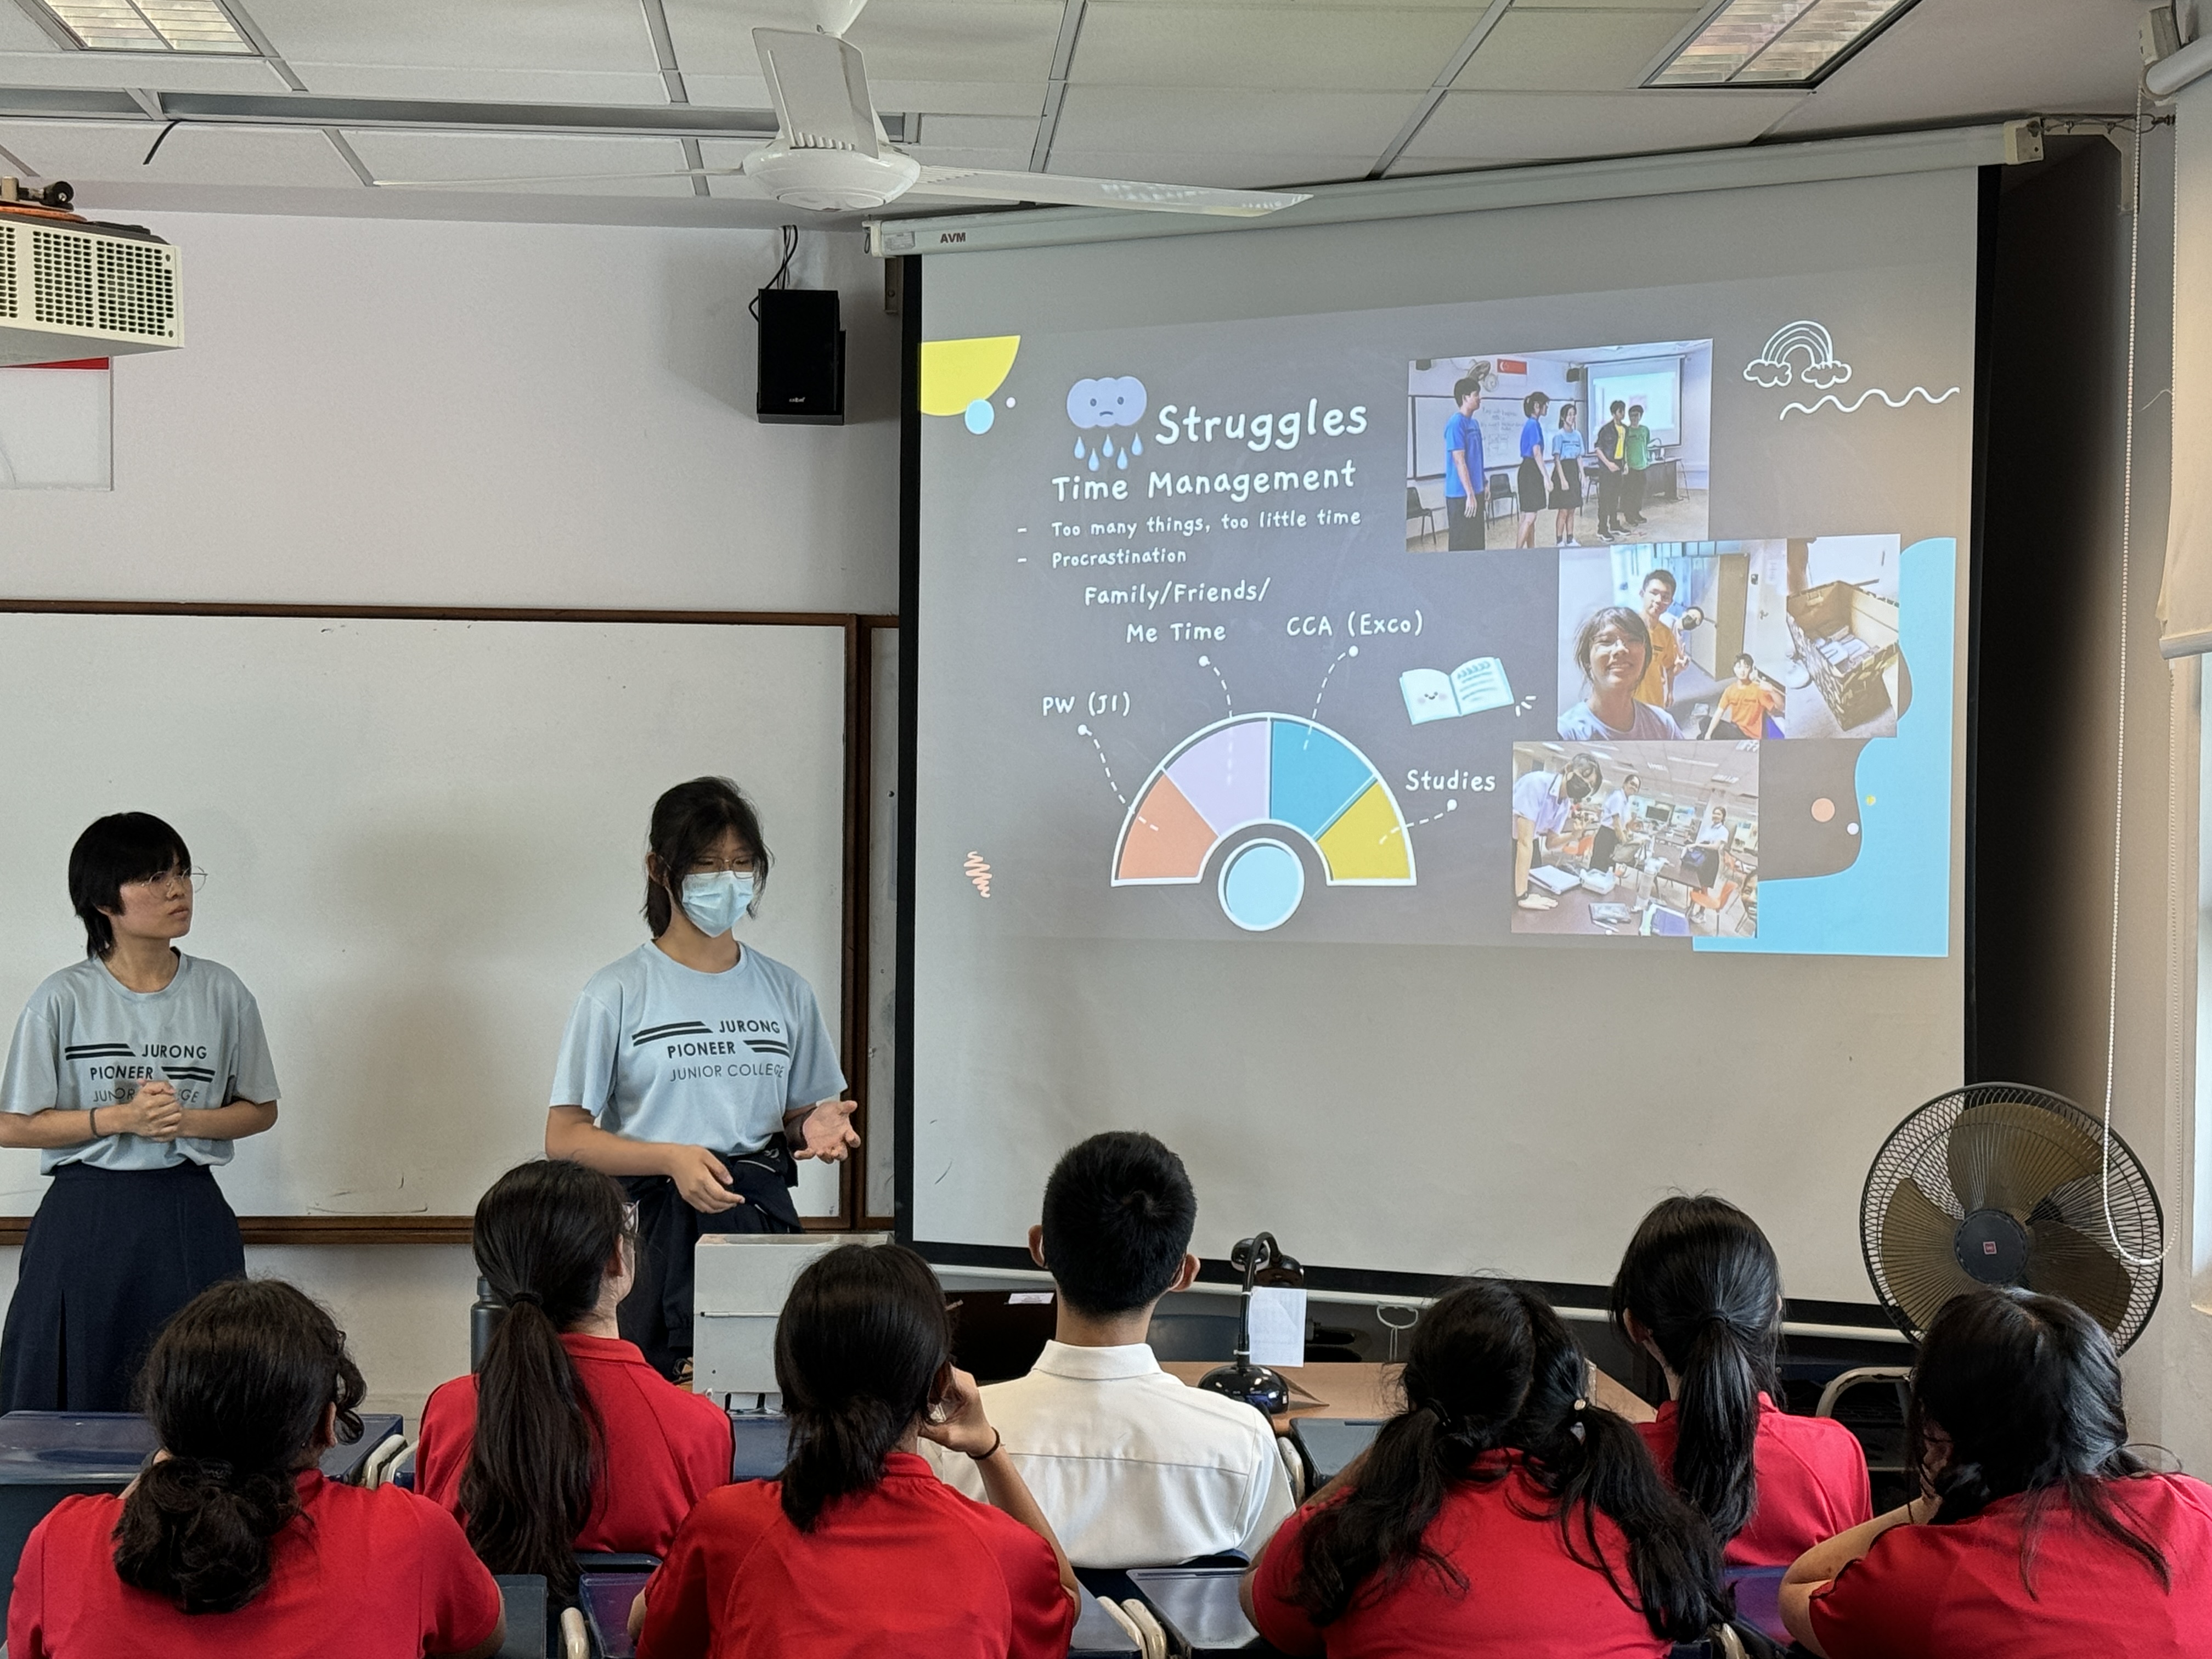 AVM
Struggles
Time Management
- Too many things, too little time
- Procrastination
Family/Friends/
Me Time
CCA (Exco)
PW (J1)
Studies
JURONG
PIONEER
JURONG
PIONEER
JUNIOR COLLEGE